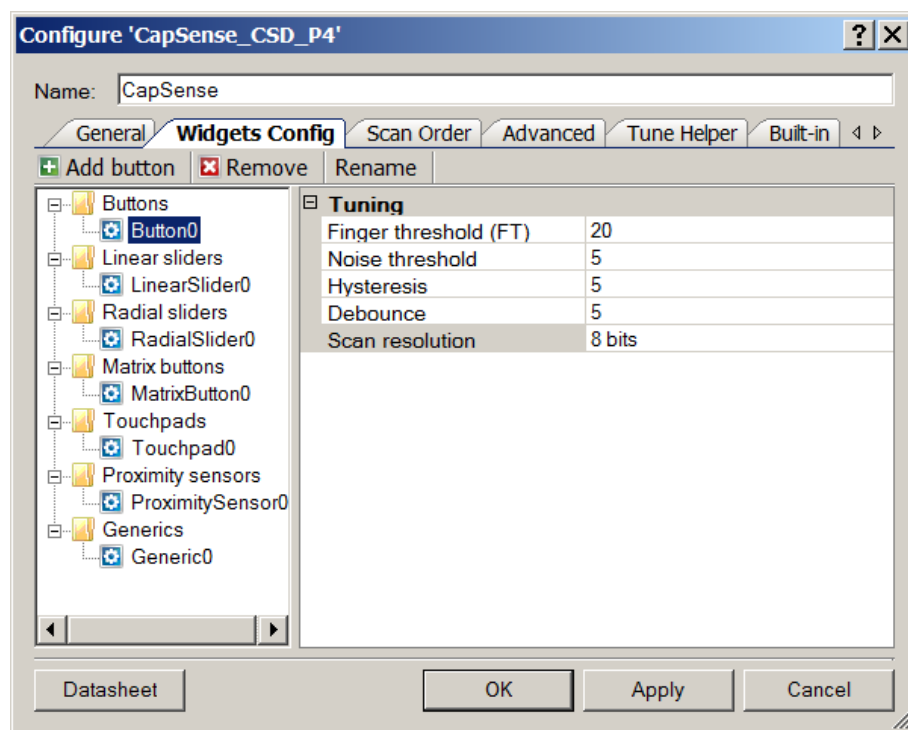 Configure 'CapSense_CSD_P4'
Name: CapSense
General Widgets Config Scan Order Advanced Tune Helper Built-in
Add button Remove Rename
Buttons
Button0
Linear sliders
LinearSlider0
Radial sliders
RadialSlider0
Matrix buttons
MatrixButton0
Touchpads
Touchpad0
Proximity sensors
ProximitySensor0
Generics
Generic0
Tuning
Finger threshold (FT) 20
Noise threshold 5
Hysteresis 5
Debounce 5
Scan resolution 8 bits
Datasheet OK Apply Cancel